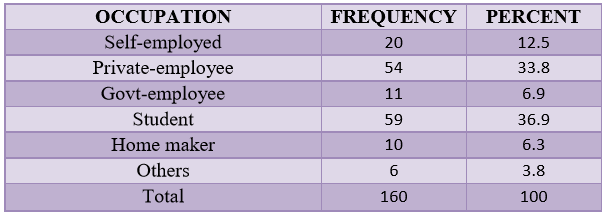 OCCUPATION FREQUENCY PERCENT
Self-employed 20 12.5
Private-employee 54 33.8
Govt-employee 11 6.9
Student 59 36.9
Home maker 10 6.3
Others 6 3.8
Total 160 100